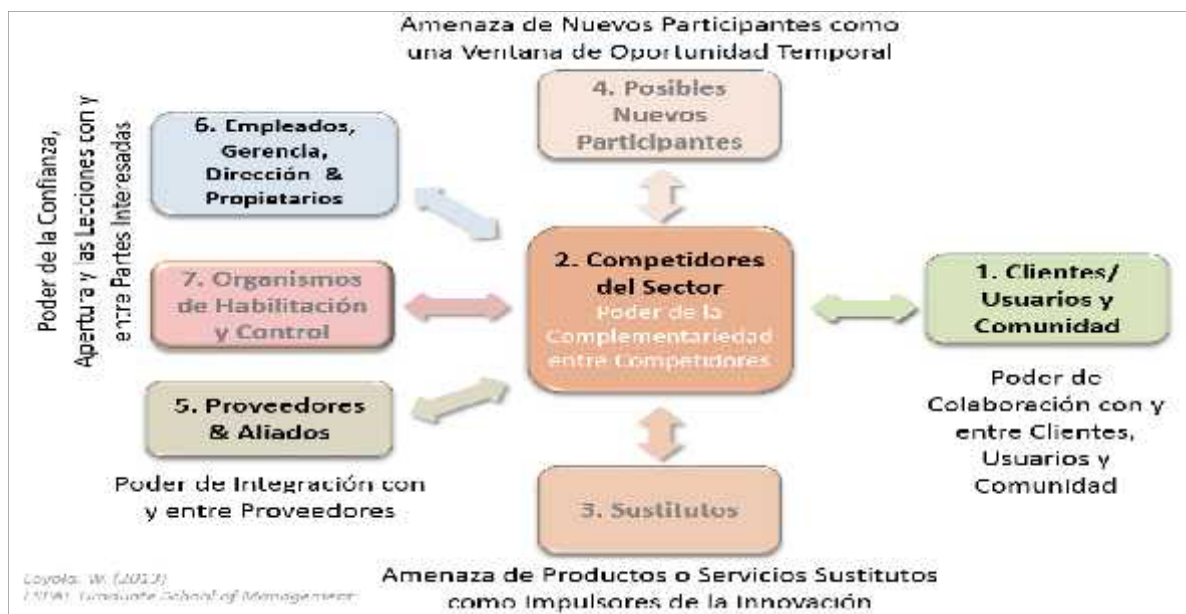 Amenaza de Nuevos Participantes como
una Ventana de Oportunidad Temporal
4. Posibles
Nuevos
Participantes
Poder de la Confianza,
Apertura y las Lecciones con y
entre Partes Interesadas
6. Empleados,
Gerencia,
Dirección &
Propietarios
7. Organismos
de Habilitación
y Control
5. Proveedores
& Aliados
Poder de Integración con
y entre Proveedores
2. Competidores
del Sector
Poder de la
Complementariedad
entre Competidores
1. Clientes/
Usuarios y
Comunidad
Poder de
Colaboración con y
entre Clientes,
Usuarios y
Comunidad
3. Sustitutos
Amenaza de Productos o Servicios Sustitutos
como Impulsores de la Innovación
Loyola. W. (2013)
Graduate School of Management